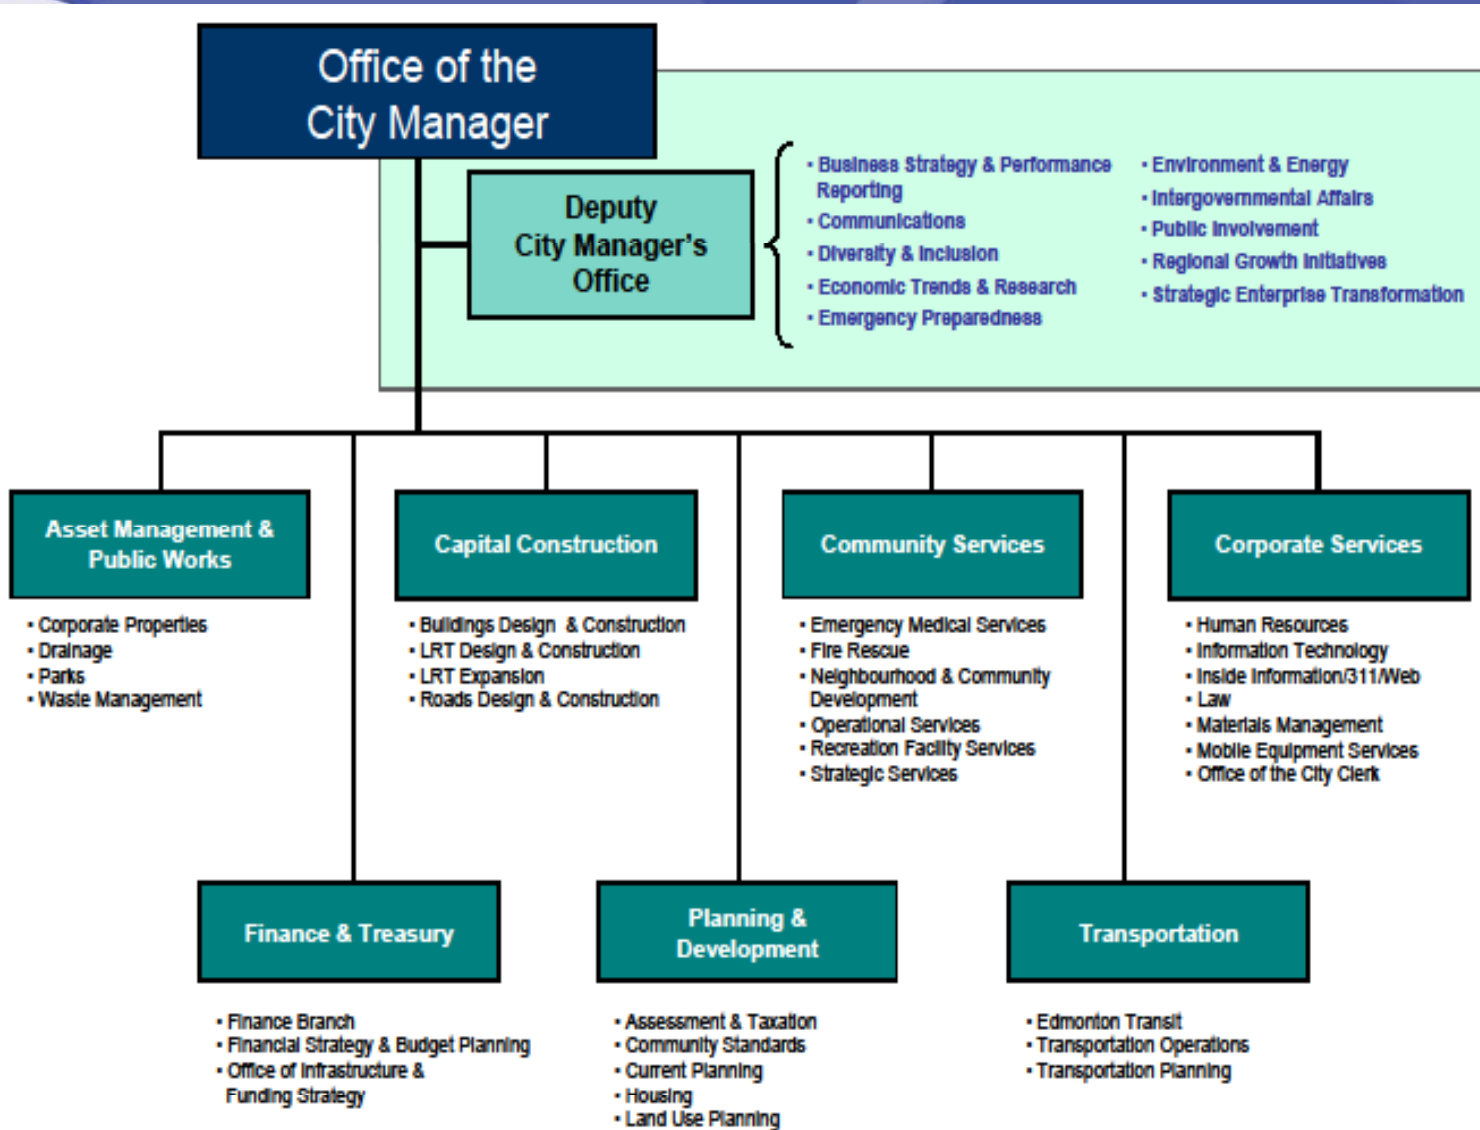 Office of the
City Manager
Deputy
City Manager's
Office
· Business Strategy & Performance
Reporting
· Communications
· Diversity & Inclusion
· Economic Trends & Research
· Emergency Preparedness
· Environment & Energy
· Intergovernmental Affairs
· Public Involvement
· Regional Growth Initiatives
· Strategic Enterprise Transformation
Asset Management &
Public Works
· Corporate Properties
· Drainage
· Parks
· Waste Management
Capital Construction
· Buildings Design & Construction
· LRT Design & Construction
· LRT Expansion
· Roads Design & Construction
Community Services
· Emergency Medical Services
· Fire Rescue
· Neighbourhood & Community
Development
· Operational Services
· Recreation Facility Services
· Strategic Services
Corporate Services
· Human Resources
· Information Technology
· Inside Information/311/Web
· Law
· Materials Management
· Mobile Equipment Services
· Office of the City Clerk
Finance & Treasury
· Finance Branch
· Financial Strategy & Budget Planning
· Office of Infrastructure &
Funding Strategy
Planning &
Development
· Assessment & Taxation
· Community Standards
· Current Planning
· Housing
· Land Use Planning
Transportation
· Edmonton Transit
· Transportation Operations
· Transportation Planning